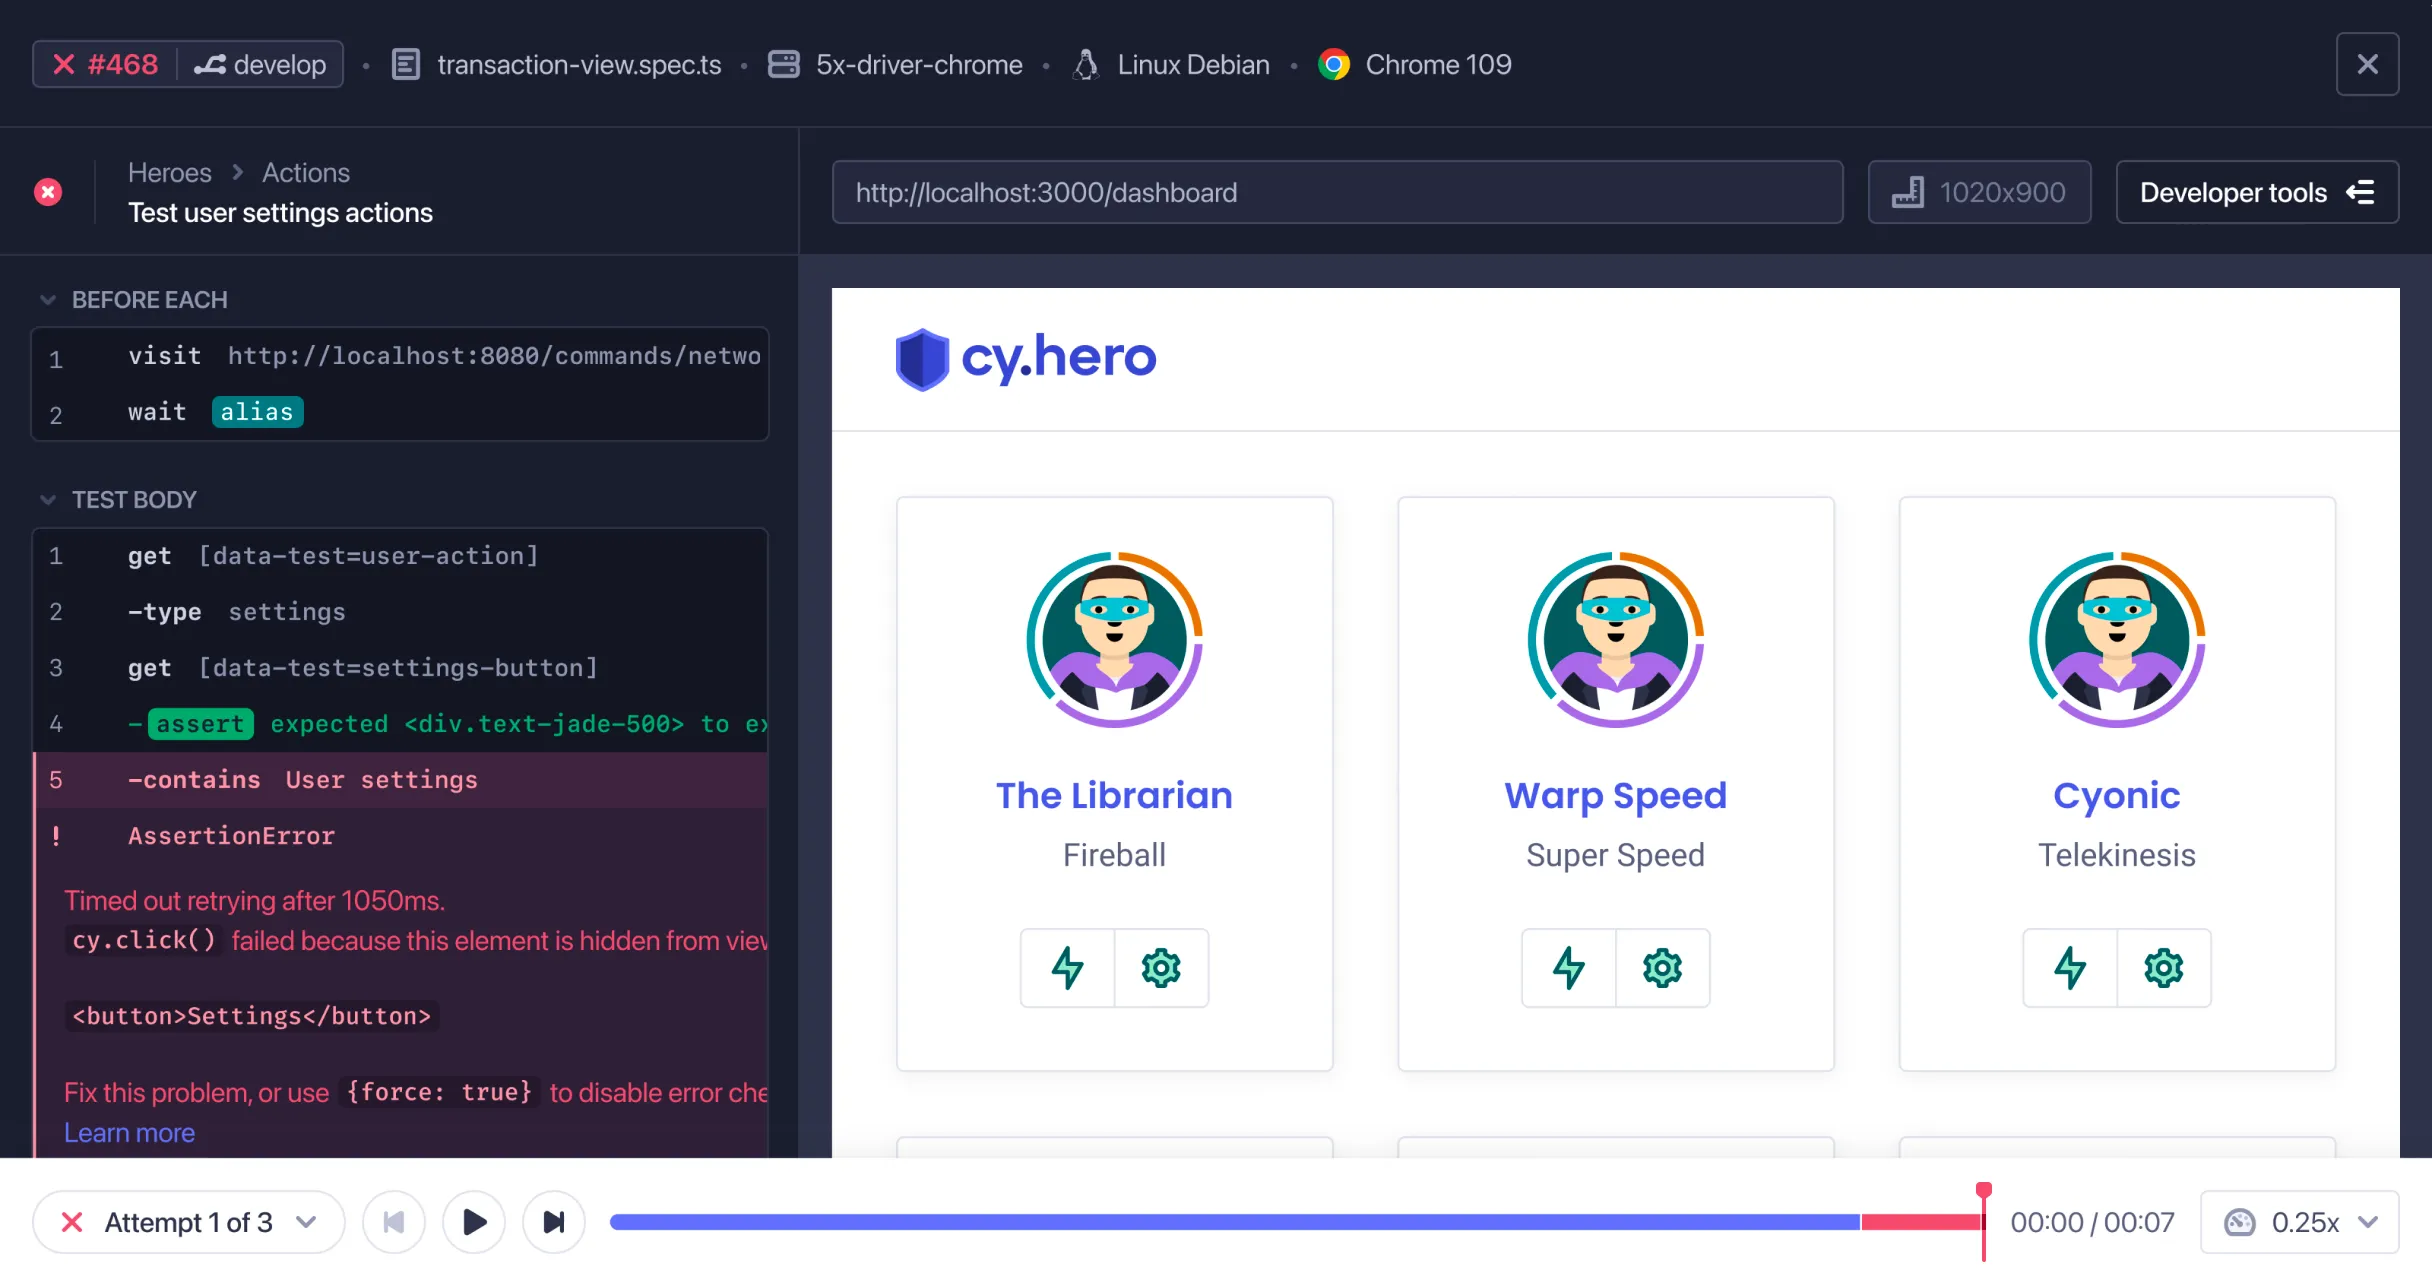 #468 develop • transaction-view.spec.ts • 5x-driver-chrome • Linux Debian • Chrome 109
Heroes > Actions
Test user settings actions
http://localhost:3000/dashboard
1020x900
Developer tools
BEFORE EACH
1 visit http://localhost:8080/commands/netwo
2 wait alias
TEST BODY
1 get [data-test=user-action]
2 -type settings
3 get [data-test=settings-button]
4 -assert expected <div.text-jade-500> to ex
5 -contains User settings
! AssertionError
Timed out retrying after 1050ms.
cy.click() failed because this element is hidden from view
<button>Settings</button>
Fix this problem, or use {force: true} to disable error che
Learn more
cy.hero
The Librarian
Fireball
Warp Speed
Super Speed
Cyonic
Telekinesis
Attempt 1 of 3
00:00 / 00:07
0.25x